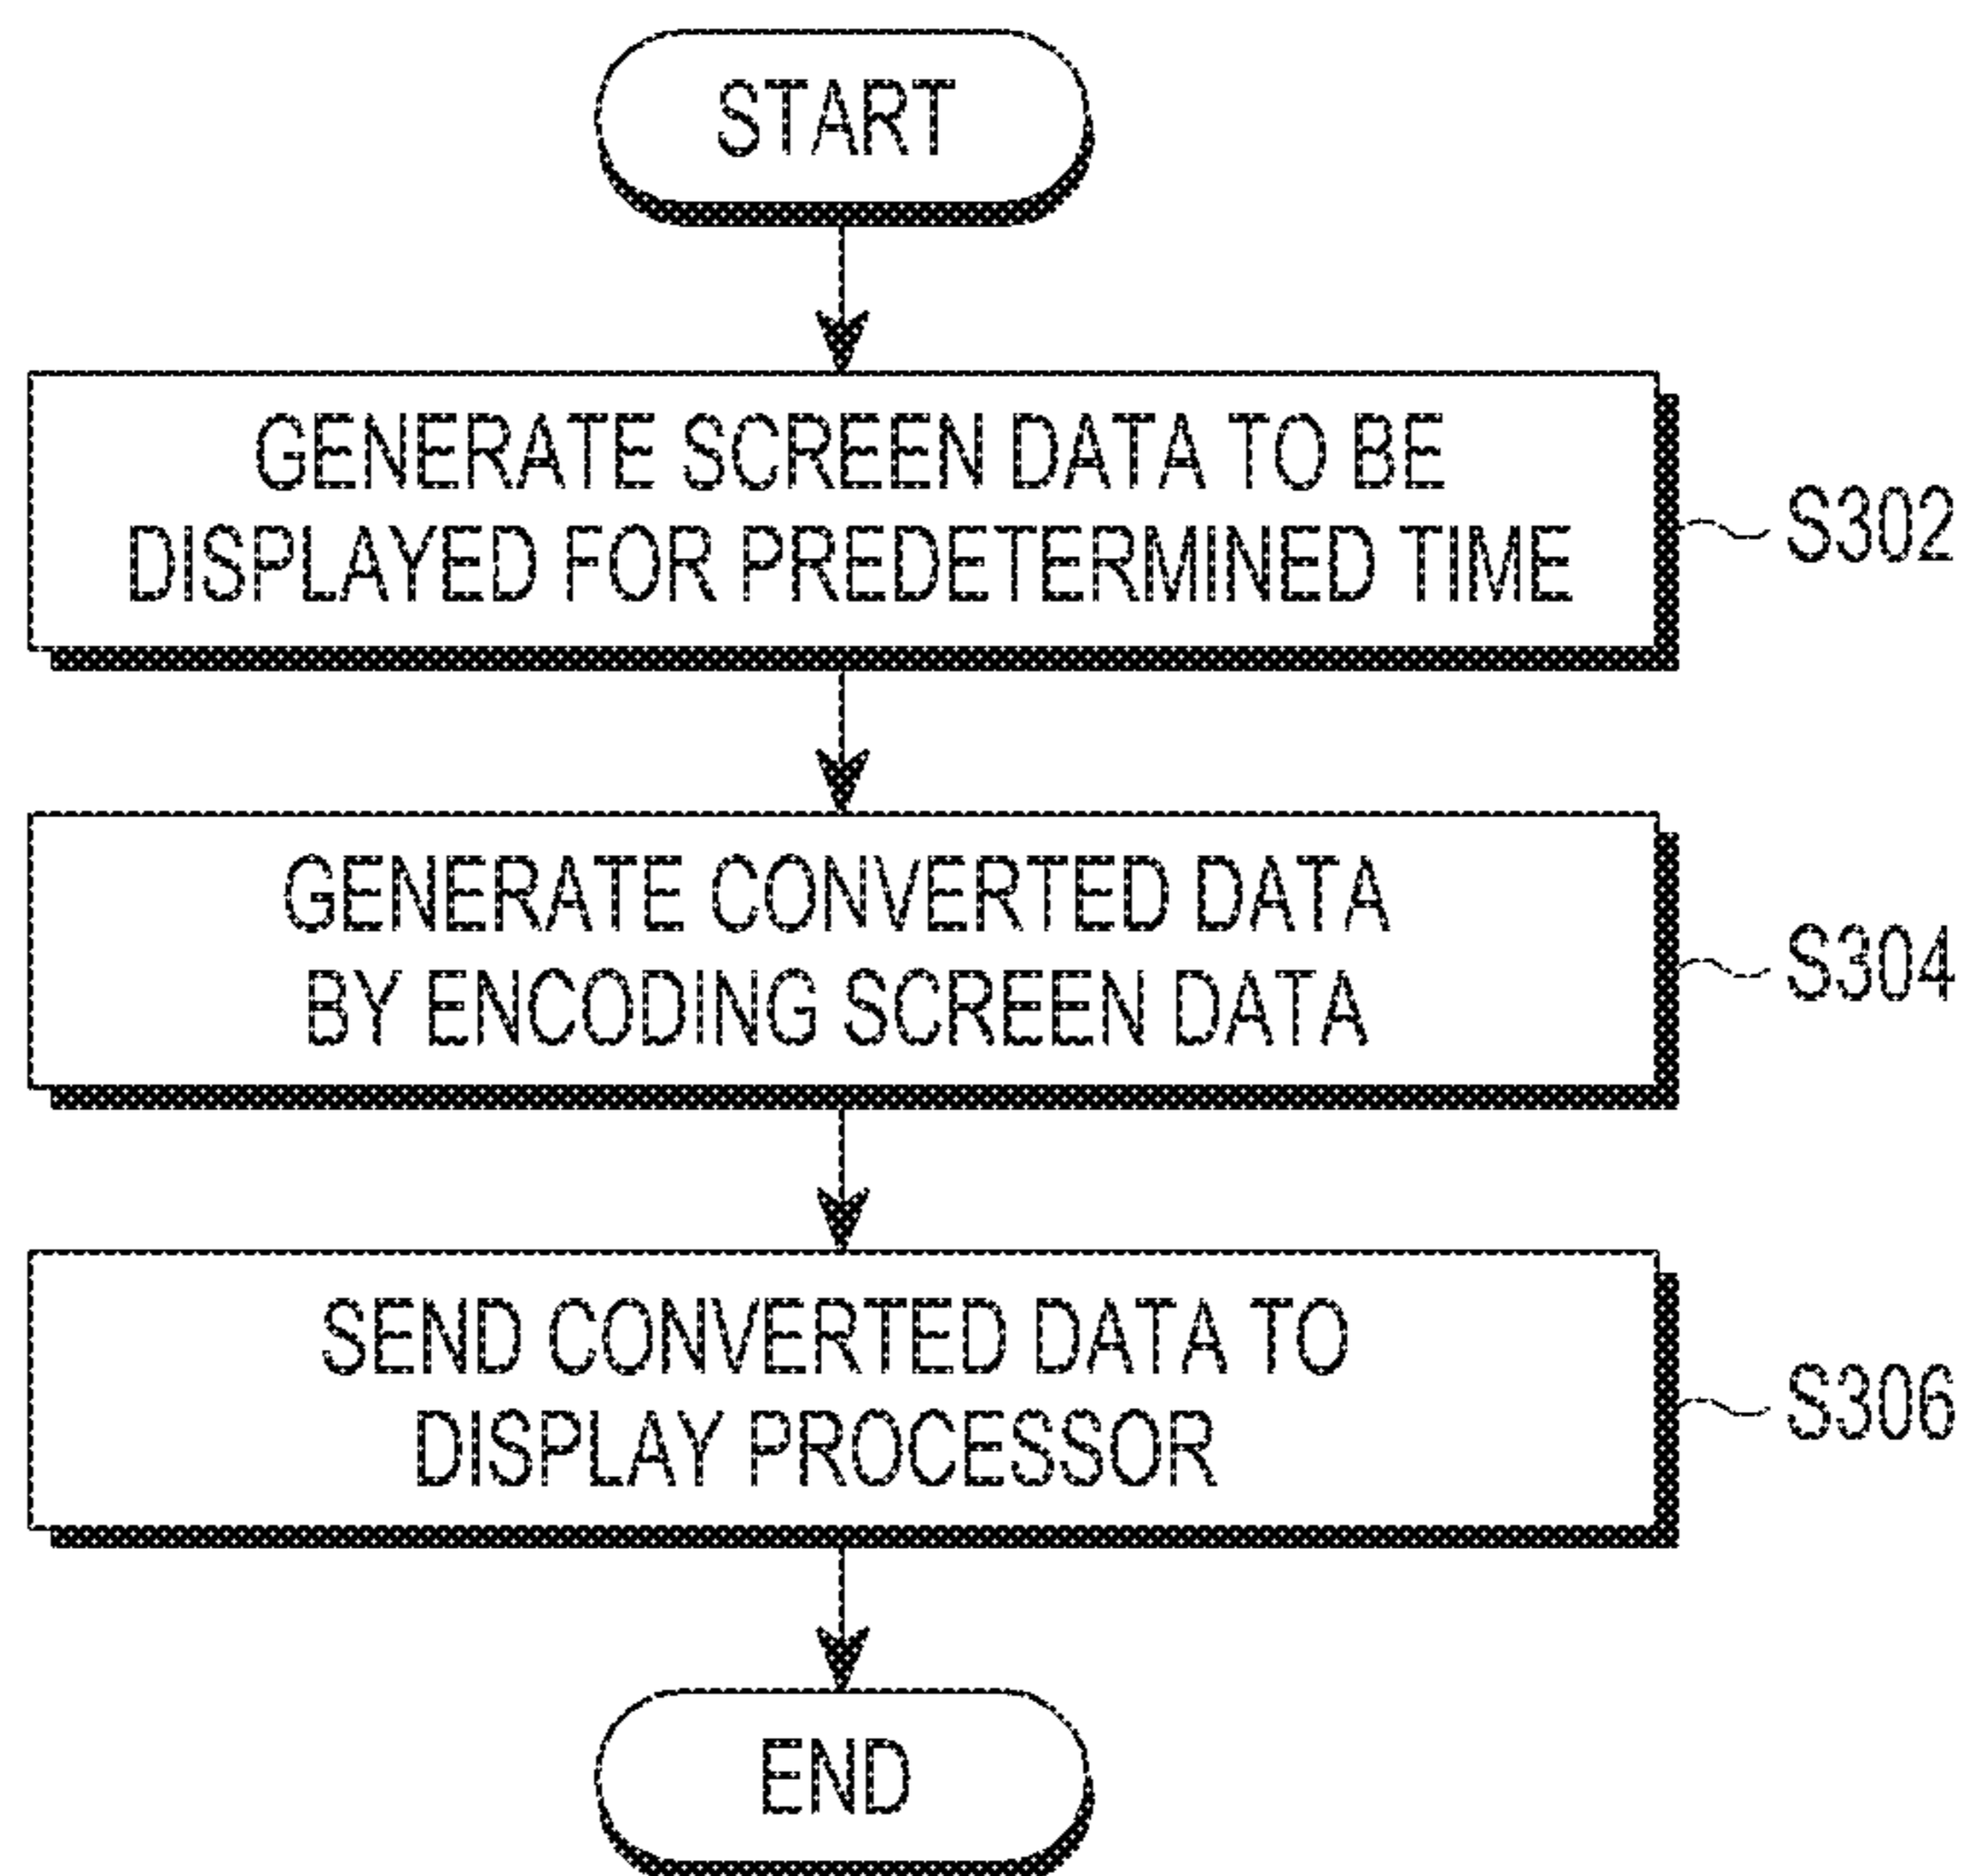 START
GENERATE SCREEN DATA TO BE
DISPLAYED FOR PREDETERMINED TIME
S302
GENERATE CONVERTED DATA
BY ENCODING SCREEN DATA
S304
SEND CONVERTED DATA TO
DISPLAY PROCESSOR
S306
END